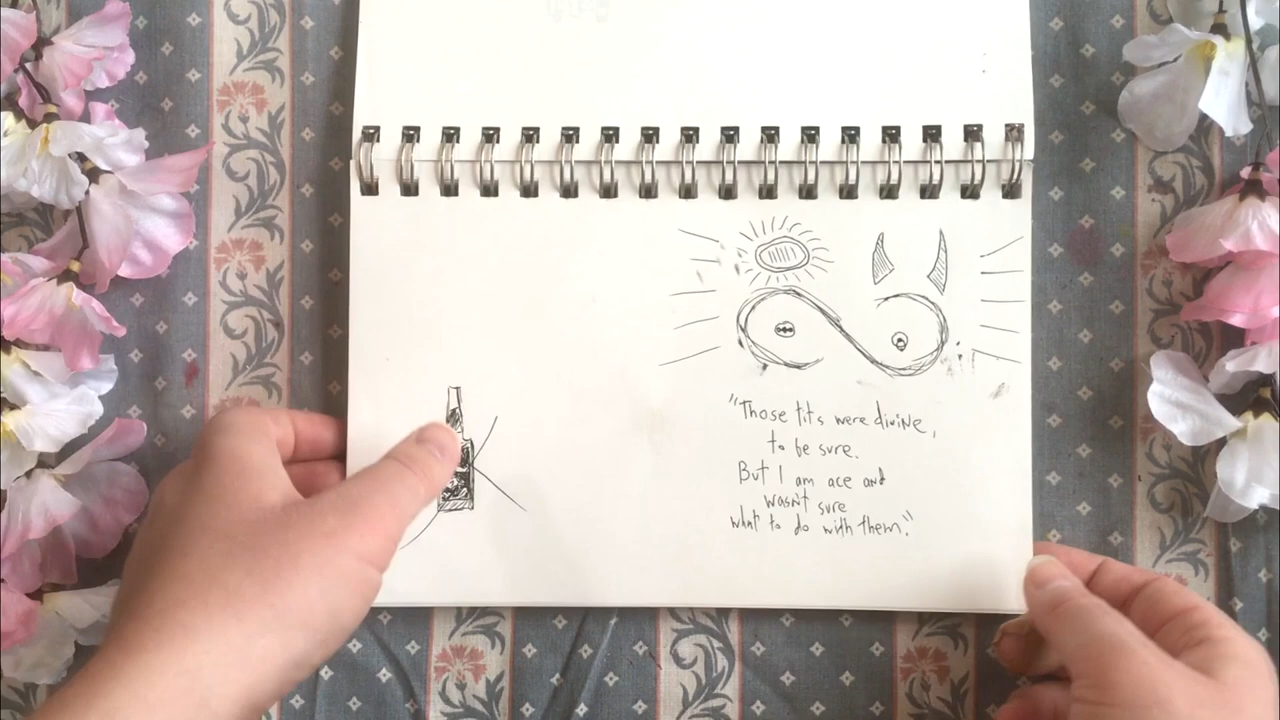 "Those tits were divine,
to be sure.
But I am ace and
wasn't sure
what to do with them."